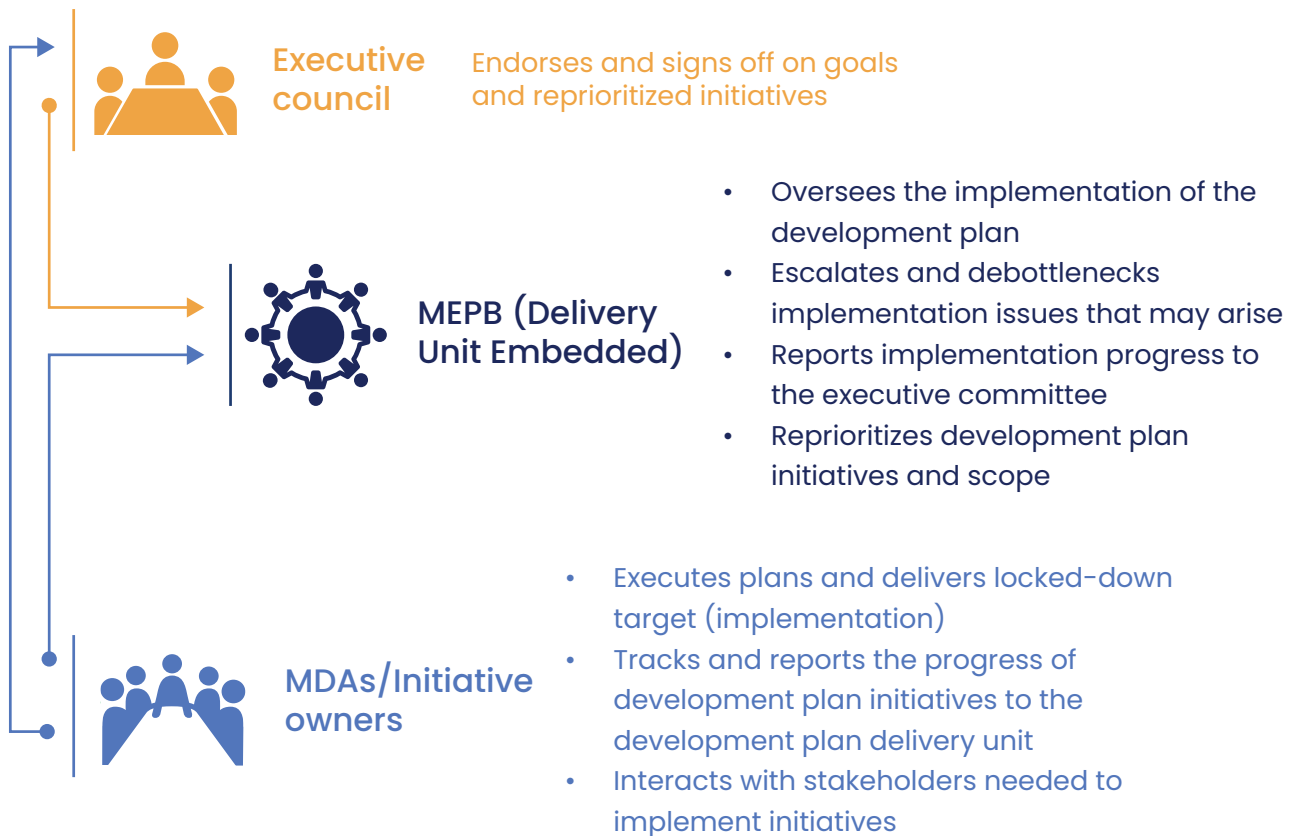 Executive
council
Endorses and signs off on goals
and reprioritized initiatives
MEPB (Delivery
Unit Embedded)
• Oversees the implementation of the
development plan
• Escalates and debottlenecks
implementation issues that may arise
• Reports implementation progress to
the executive committee
• Reprioritizes development plan
initiatives and scope
MDAs/Initiative
owners
• Executes plans and delivers locked-down
target (implementation)
• Tracks and reports the progress of
development plan initiatives to the
development plan delivery unit
• Interacts with stakeholders needed to
implement initiatives